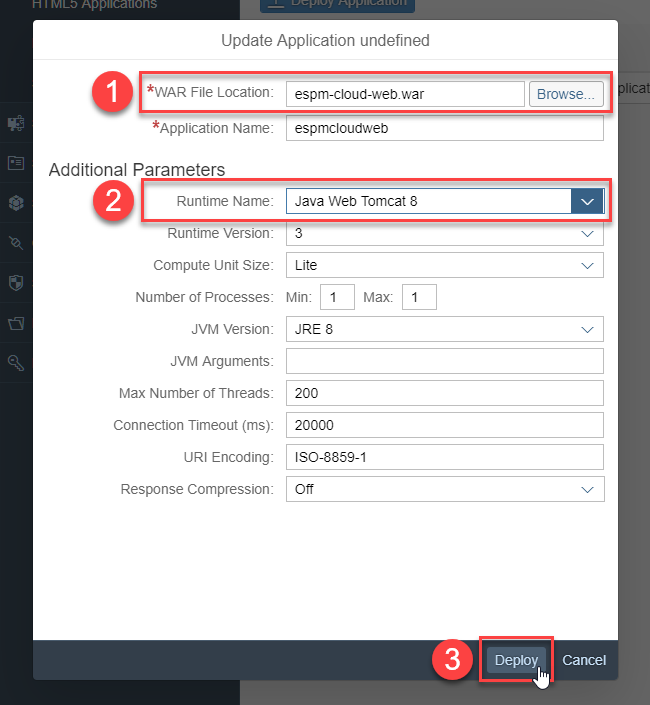 HTML5 Applications
Deploy Application
Update Application undefined
1
*WAR File Location: espm-cloud-web.war Browse...
plicat
*Application Name: espmcloudweb
Additional Parameters
2
Runtime Name: Java Web Tomcat 8
Runtime Version: 3
Compute Unit Size: Lite
Number of Processes: Min: 1 Max: 1
JVM Version: JRE 8
JVM Arguments:
Max Number of Threads: 200
Connection Timeout (ms): 20000
URI Encoding: ISO-8859-1
Response Compression: Off
3 Deploy Cancel